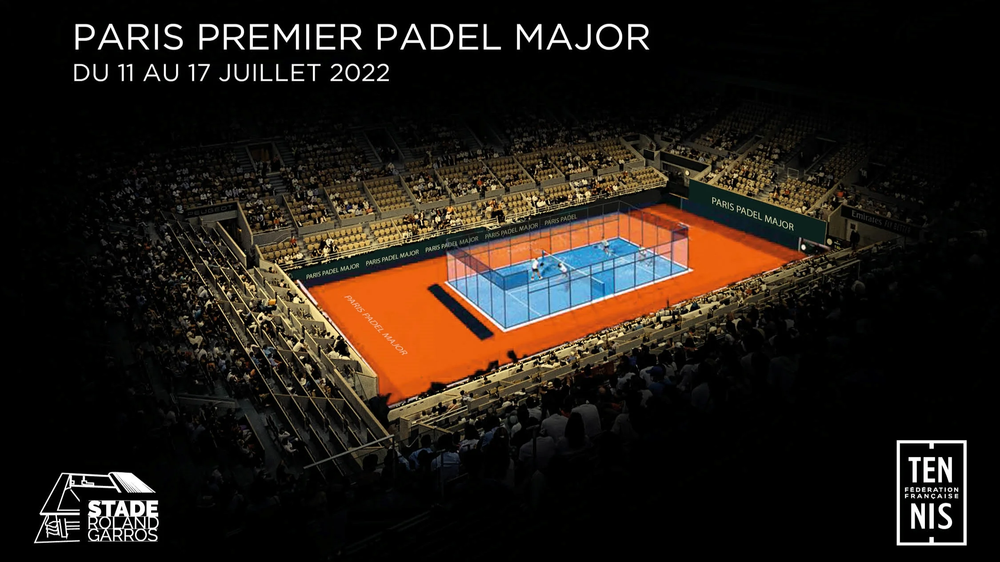 PARIS PREMIER PADEL MAJOR
DU 11 AU 17 JUILLET 2022
PEUGEOT
PARIS PADEL MAJOR
Emirates FLY BETTER
PARIS PADEL MAJOR PARIS PADEL MAJOR PARIS PADEL MAJOR PARIS PADEL MAJOR PARIS PADEL
PARIS PADEL MAJOR
STADE
ROLAND
GARROS
TEN
FÉDÉRATION
FRANÇAISE
NIS